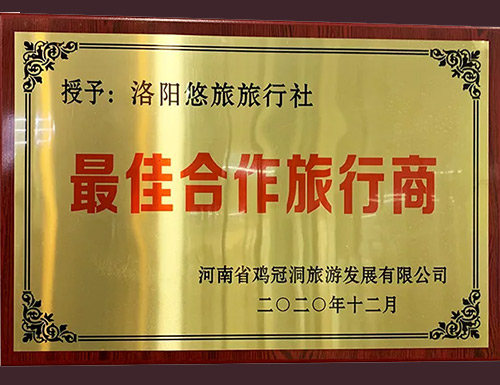 授予：洛阳悠旅旅行社
最佳合作旅行商
河南省鸡冠洞旅游发展有限公司
二〇二〇年十二月